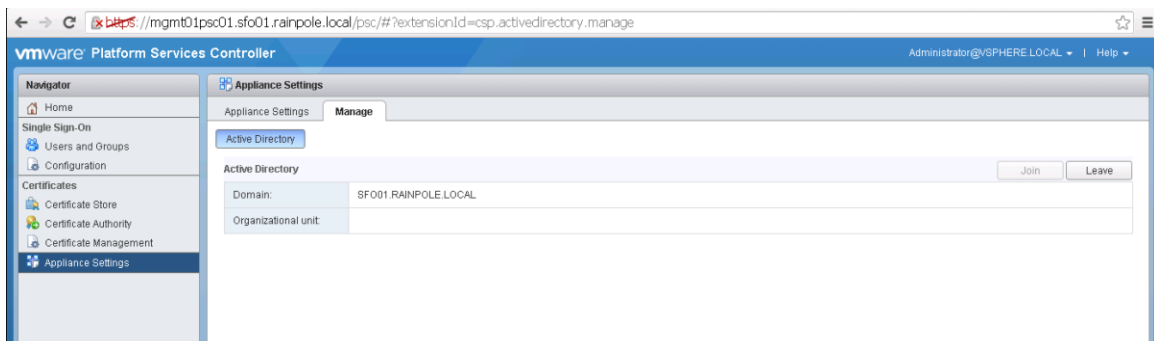 https://mgmt01psc01.sfo01.rainpole.local/psc/#?extensionId=csp.activedirectory.manage
vmware Platform Services Controller
Administrator@VSPHERE.LOCAL | Help
Navigator
Home
Single Sign-On
Users and Groups
Configuration
Certificates
Certificate Store
Certificate Authority
Certificate Management
Appliance Settings
Appliance Settings
Appliance Settings Manage
Active Directory
Active Directory Join Leave
Domain: SFO01.RAINPOLE.LOCAL
Organizational unit: